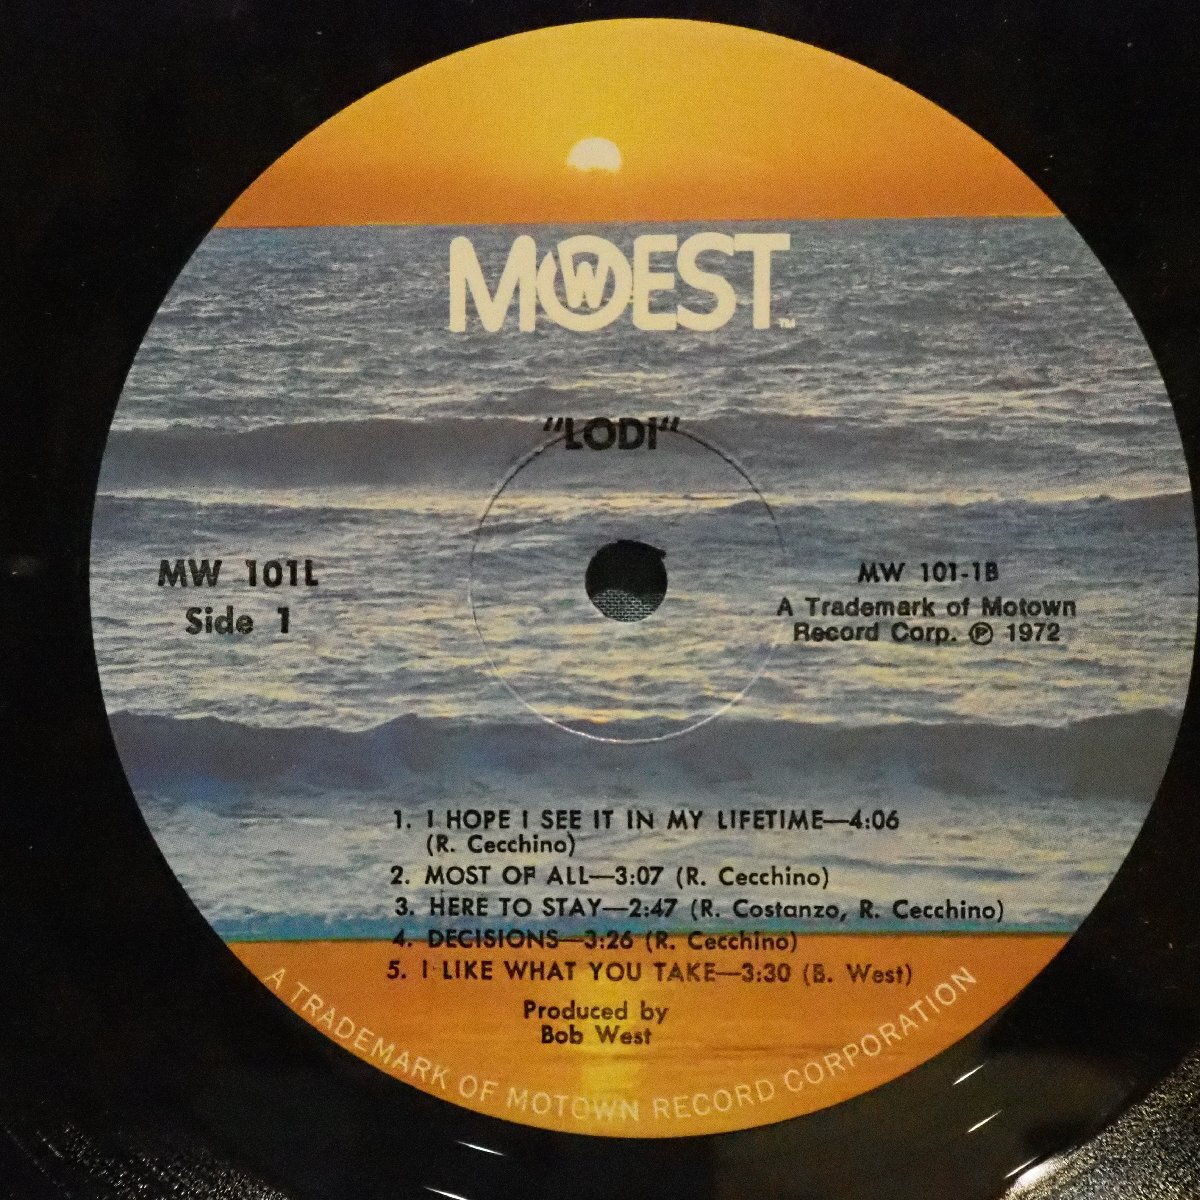 MOWEST™
"LODI"
MW 101L
Side 1
MW 101-1B
A Trademark of Motown
Record Corp. ℗ 1972
1. I HOPE I SEE IT IN MY LIFETIME—4:06
(R. Cecchino)
2. MOST OF ALL—3:07 (R. Cecchino)
3. HERE TO STAY—2:47 (R. Costanzo, R. Cecchino)
4. DECISIONS—3:26 (R. Cecchino)
5. I LIKE WHAT YOU TAKE—3:30 (B. West)
Produced by
Bob West
A TRADEMARK OF MOTOWN RECORD CORPORATION